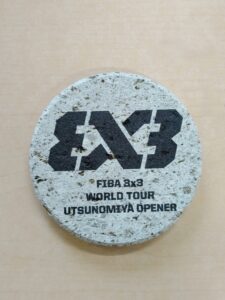 3X3
FIBA 3x3
WORLD TOUR
UTSUNOMIYA OPENER